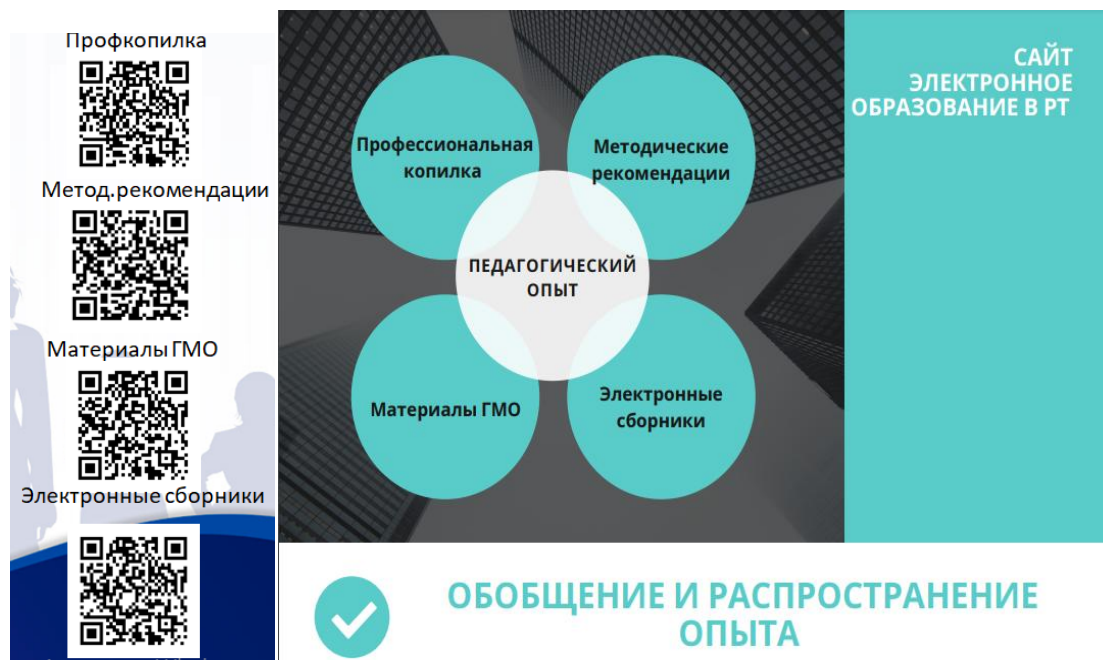 Профкопилка
Метод.рекомендации
Материалы ГМО
Электронные сборники
САЙТ
ЭЛЕКТРОННОЕ
ОБРАЗОВАНИЕ В РТ
Профессиональная
копилка
Методические
рекомендации
ПЕДАГОГИЧЕСКИЙ
ОПЫТ
Материалы ГМО
Электронные
сборники
ОБОБЩЕНИЕ И РАСПРОСТРАНЕНИЕ
ОПЫТА